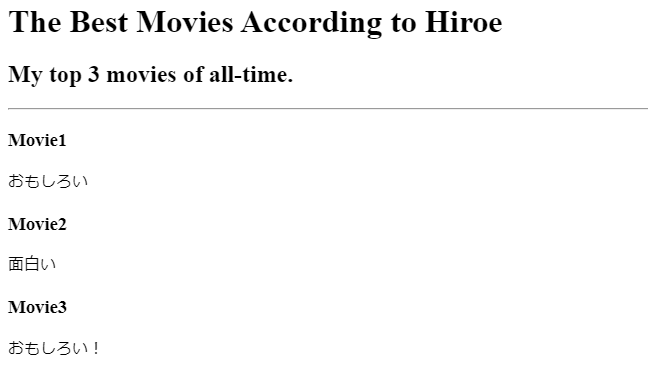 The Best Movies According to Hiroe
My top 3 movies of all-time.
Movie1
おもしろい
Movie2
面白い
Movie3
おもしろい！